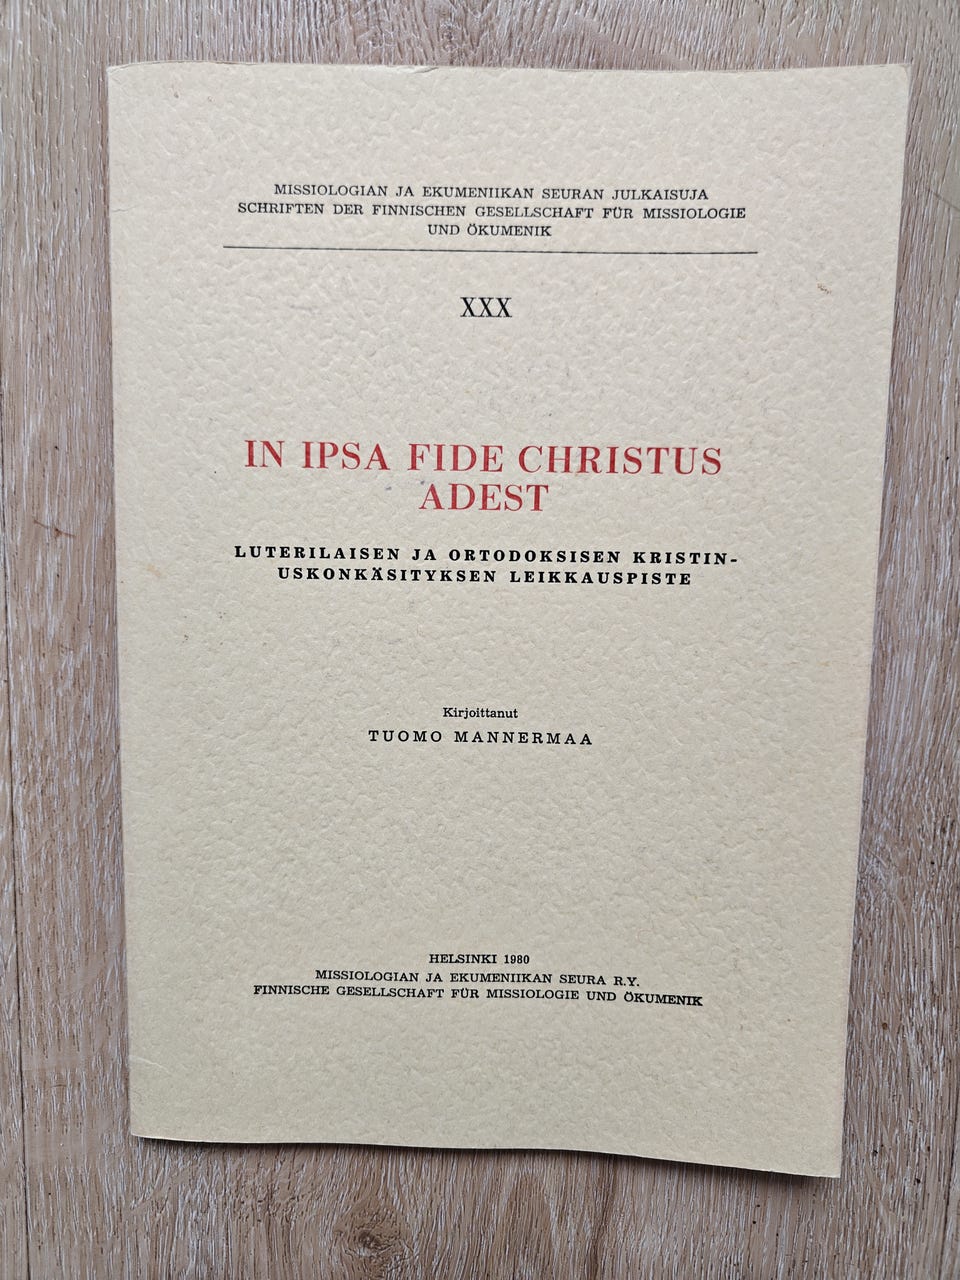 MISSIOLOGIAN JA EKUMENIIKAN SEURAN JULKAISUJA
SCHRIFTEN DER FINNISCHEN GESELLSCHAFT FÜR MISSIOLOGIE
UND ÖKUMENIK
XXX
IN IPSA FIDE CHRISTUS
ADEST
LUTERILAISEN JA ORTODOKSISEN KRISTIN-
USKONKÄSITYKSEN LEIKKAUSPISTE
Kirjoittanut
TUOMO MANNERMAA
HELSINKI 1980
MISSIOLOGIAN JA EKUMENIIKAN SEURA R.Y.
FINNISCHE GESELLSCHAFT FÜR MISSIOLOGIE UND ÖKUMENIK